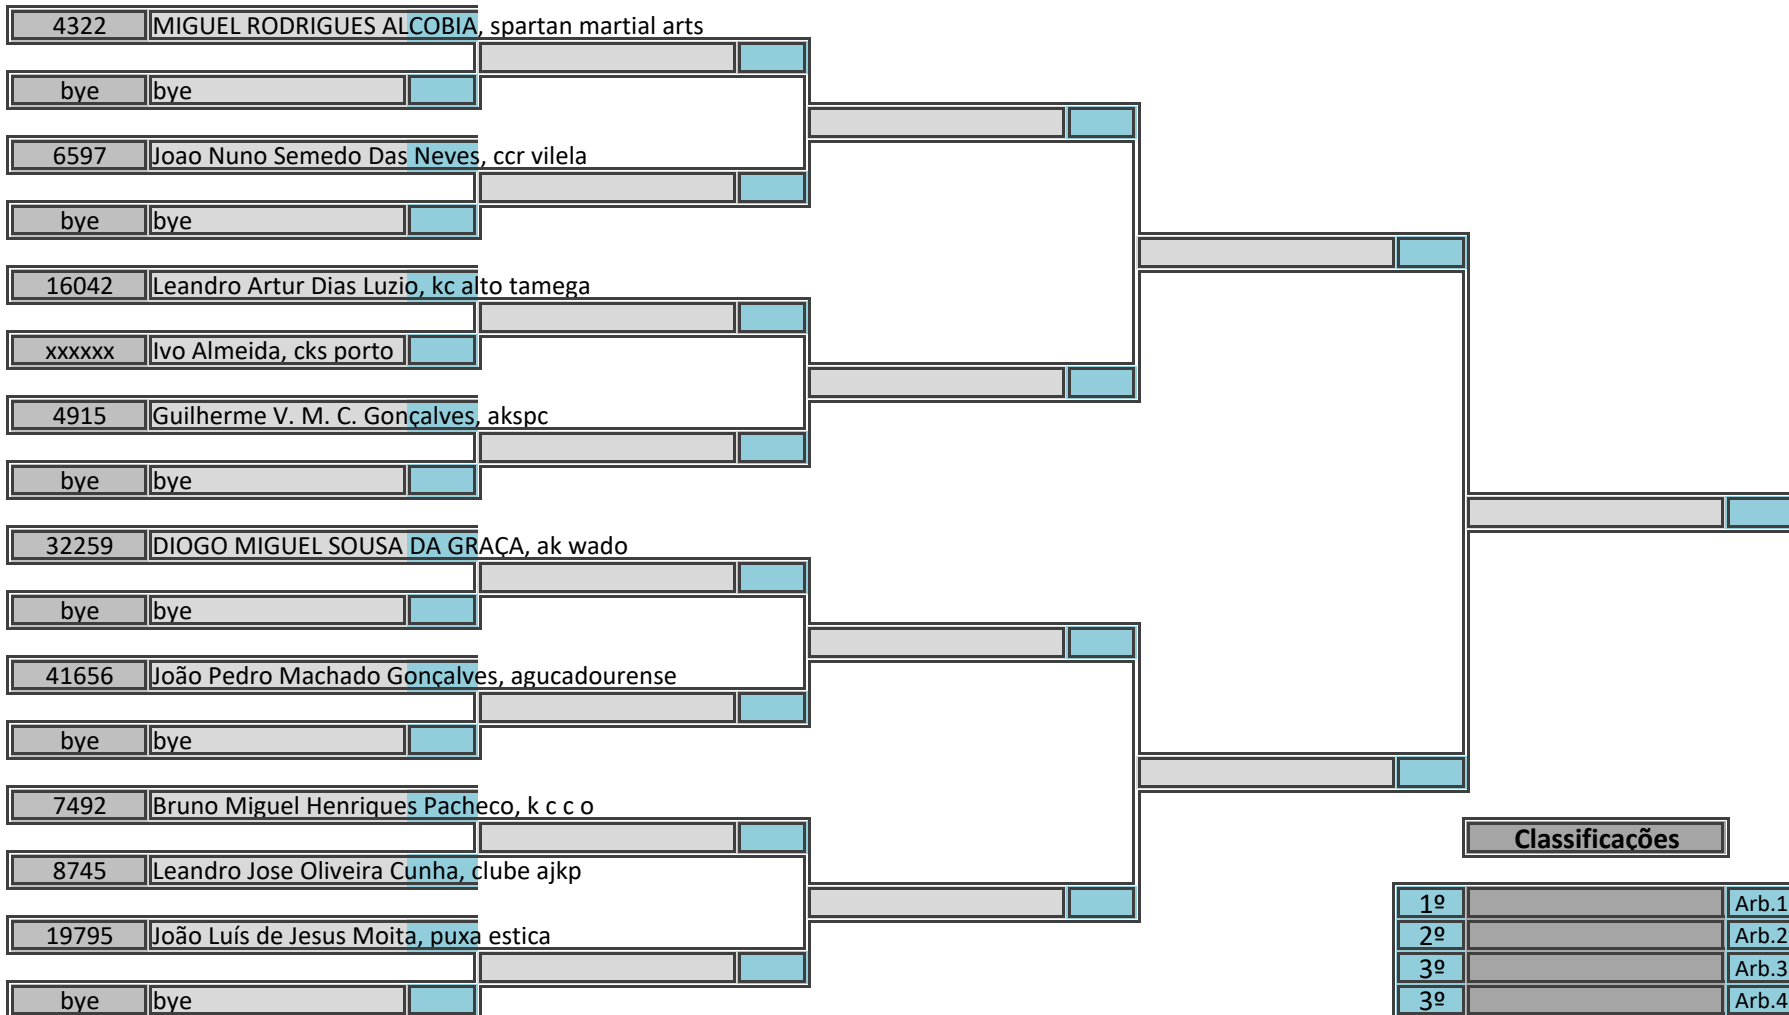 4322 MIGUEL RODRIGUES ALCOBIA, spartan martial arts
bye bye
6597 Joao Nuno Semedo Das Neves, ccr vilela
bye bye
16042 Leandro Artur Dias Luzio, kc alto tamega
xxxxxx Ivo Almeida, cks porto
4915 Guilherme V. M. C. Gonçalves, akspc
bye bye
32259 DIOGO MIGUEL SOUSA DA GRAÇA, ak wado
bye bye
41656 João Pedro Machado Gonçalves, agucadourense
bye bye
7492 Bruno Miguel Henriques Pacheco, k c c o
8745 Leandro Jose Oliveira Cunha, clube ajkp
19795 João Luís de Jesus Moita, puxa estica
bye bye
Classificações
1º Arb.1
2º Arb.2
3º Arb.3
3º Arb.4